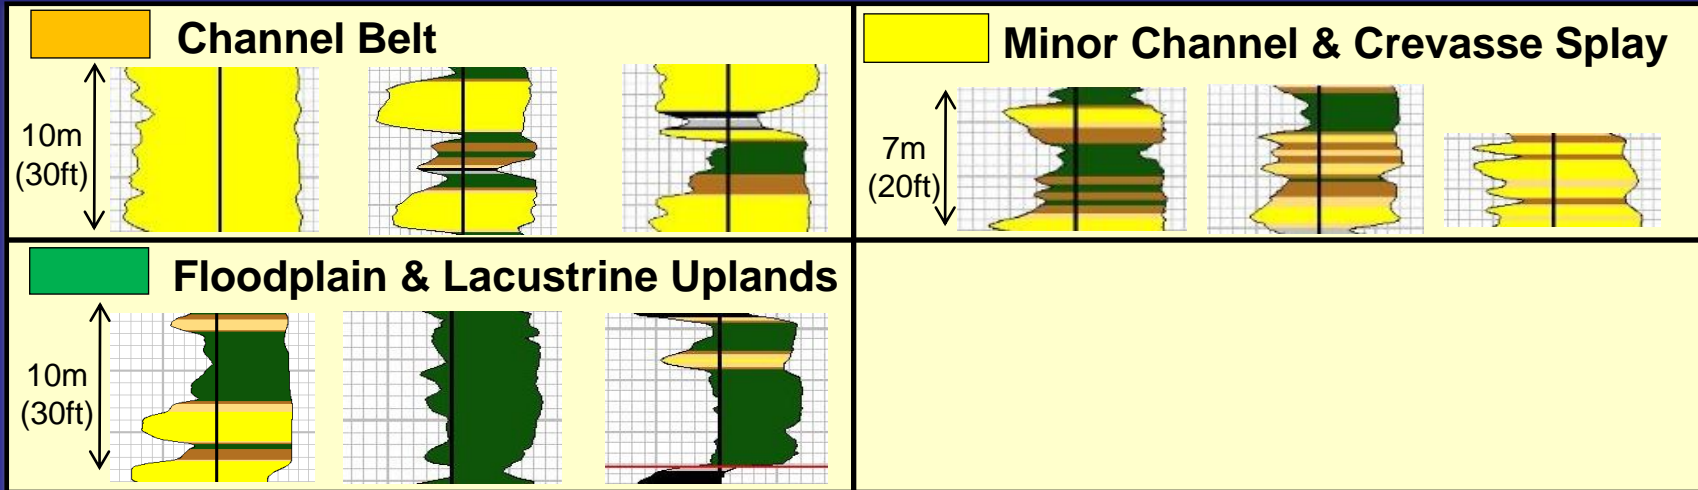 Channel Belt
10m
(30ft)
Minor Channel & Crevasse Splay
7m
(20ft)
Floodplain & Lacustrine Uplands
10m
(30ft)